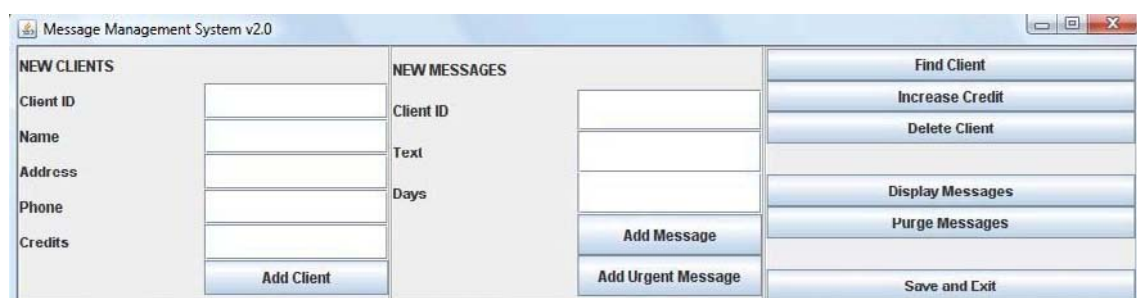 Message Management System v2.0
NEW CLIENTS
Client ID
Name
Address
Phone
Credits
Add Client
NEW MESSAGES
Client ID
Text
Days
Add Message
Add Urgent Message
Find Client
Increase Credit
Delete Client
Display Messages
Purge Messages
Save and Exit